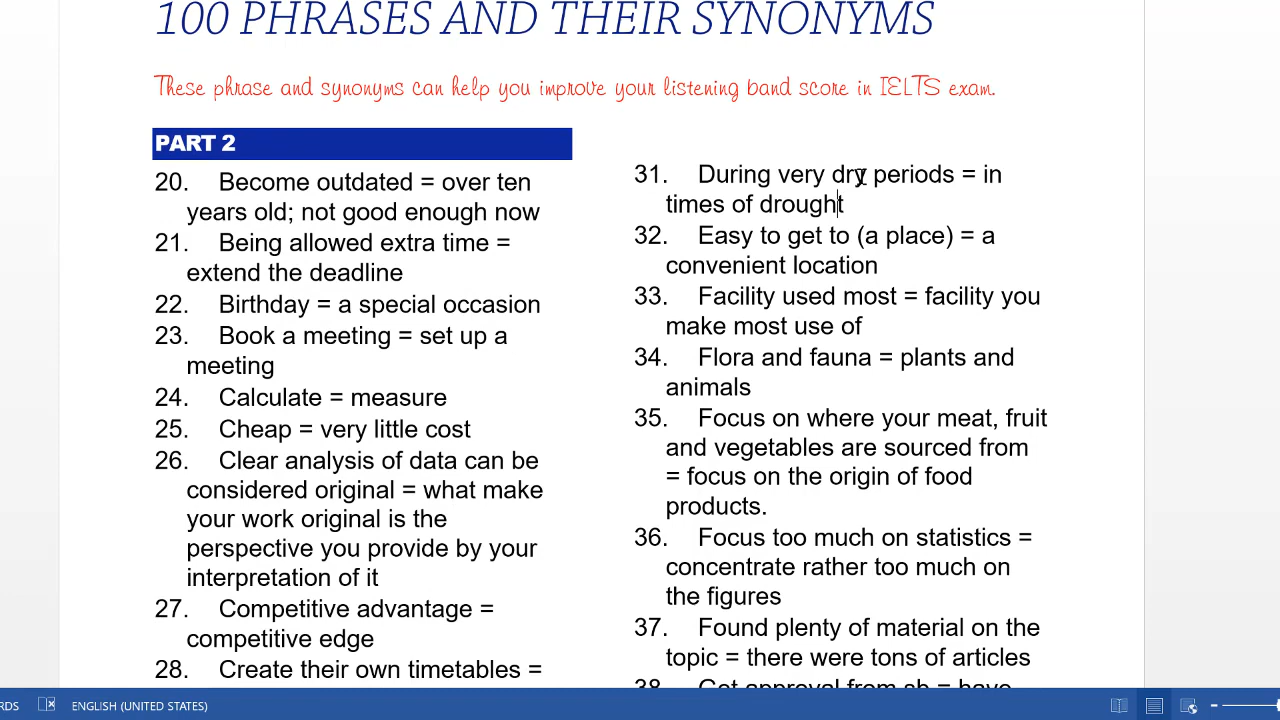 100 PHRASES AND THEIR SYNONYMS
These phrase and synonyms can help you improve your listening band score in IELTS exam.
PART 2
20. Become outdated = over ten
years old; not good enough now
21. Being allowed extra time =
extend the deadline
22. Birthday = a special occasion
23. Book a meeting = set up a
meeting
24. Calculate = measure
25. Cheap = very little cost
26. Clear analysis of data can be
considered original = what make
your work original is the
perspective you provide by your
interpretation of it
27. Competitive advantage =
competitive edge
28. Create their own timetables =
31. During very dry periods = in
times of drought
32. Easy to get to (a place) = a
convenient location
33. Facility used most = facility you
make most use of
34. Flora and fauna = plants and
animals
35. Focus on where your meat, fruit
and vegetables are sourced from
= focus on the origin of food
products.
36. Focus too much on statistics =
concentrate rather too much on
the figures
37. Found plenty of material on the
topic = there were tons of articles
38. Get approval from sb = have
RDS ENGLISH (UNITED STATES)